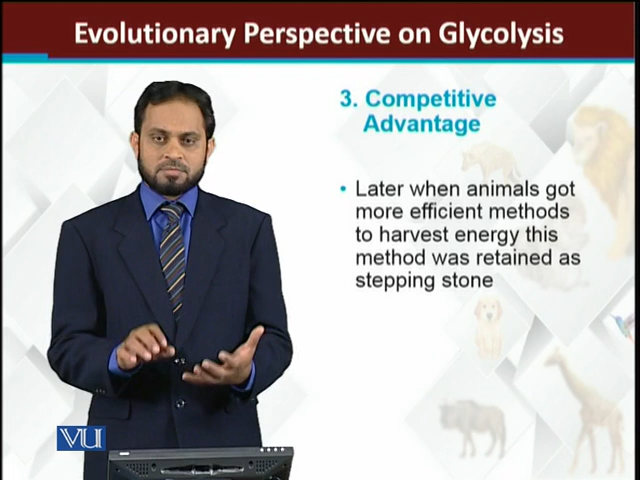 Evolutionary Perspective on Glycolysis
3. Competitive
Advantage
• Later when animals got
more efficient methods
to harvest energy this
method was retained as
stepping stone
VU